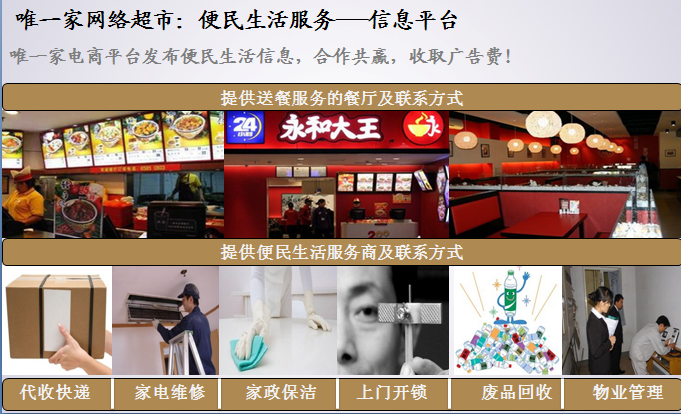 唯一家网络超市：便民生活服务——信息平台
唯一家电商平台发布便民生活信息，合作共赢，收取广告费！
提供送餐服务的餐厅及联系方式
24
小时
永和大王
永
提供便民生活服务商及联系方式
代收快递
家电维修
家政保洁
上门开锁
废品回收
物业管理